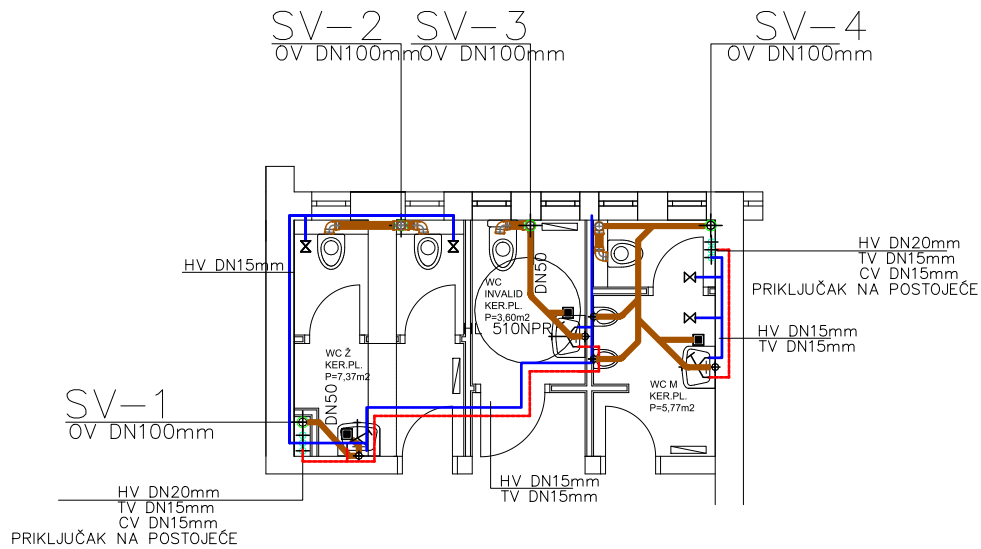 SV-2
OV DN100mm
SV-3
OV DN100mm
SV-4
OV DN100mm
HV DN15mm
HV DN20mm
TV DN15mm
CV DN15mm
PRIKLJUČAK NA POSTOJEĆE
DN50
WC
INVALID
KER.PL.
P=3,60m2
510NPR
HV DN15mm
TV DN15mm
WC Ž
KER.PL.
P=7,37m2
DN50
WC M
KER.PL.
P=5,77m2
SV-1
OV DN100mm
HV DN15mm
TV DN15mm
HV DN20mm
TV DN15mm
CV DN15mm
PRIKLJUČAK NA POSTOJEĆE